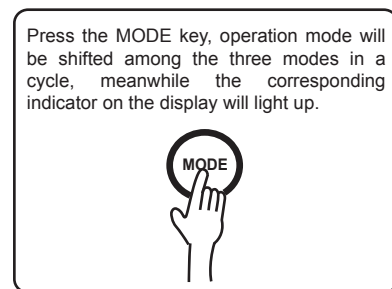 Press the MODE key, operation mode will
be shifted among the three modes in a
cycle, meanwhile the corresponding
indicator on the display will light up.
MODE